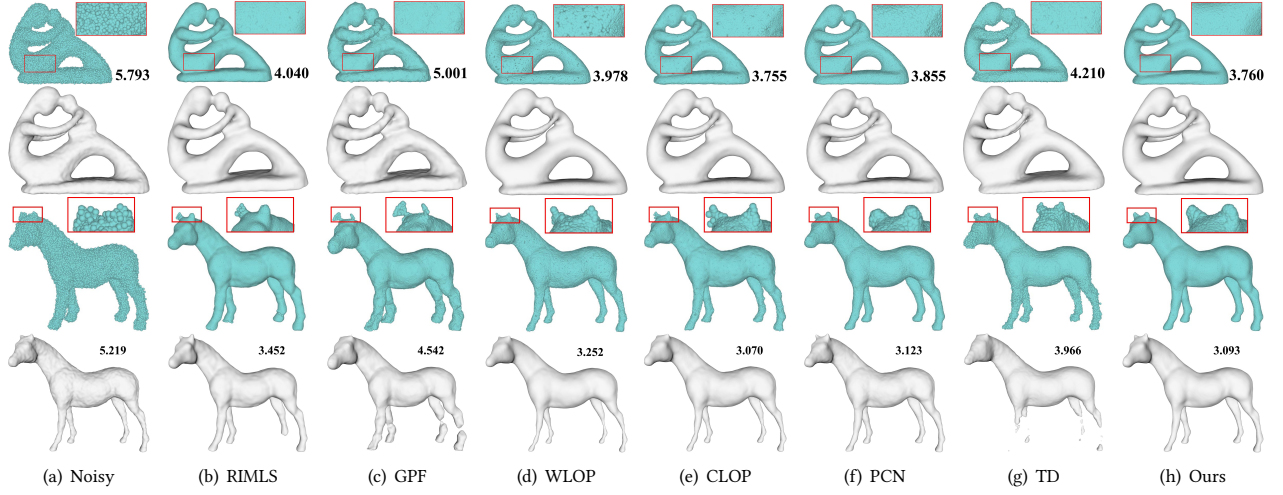 5.793 4.040 5.001 3.978 3.755 3.855 4.210 3.760
5.219 3.452 4.542 3.252 3.070 3.123 3.966 3.093
(a) Noisy (b) RIMLS (c) GPF (d) WLOP (e) CLOP (f) PCN (g) TD (h) Ours